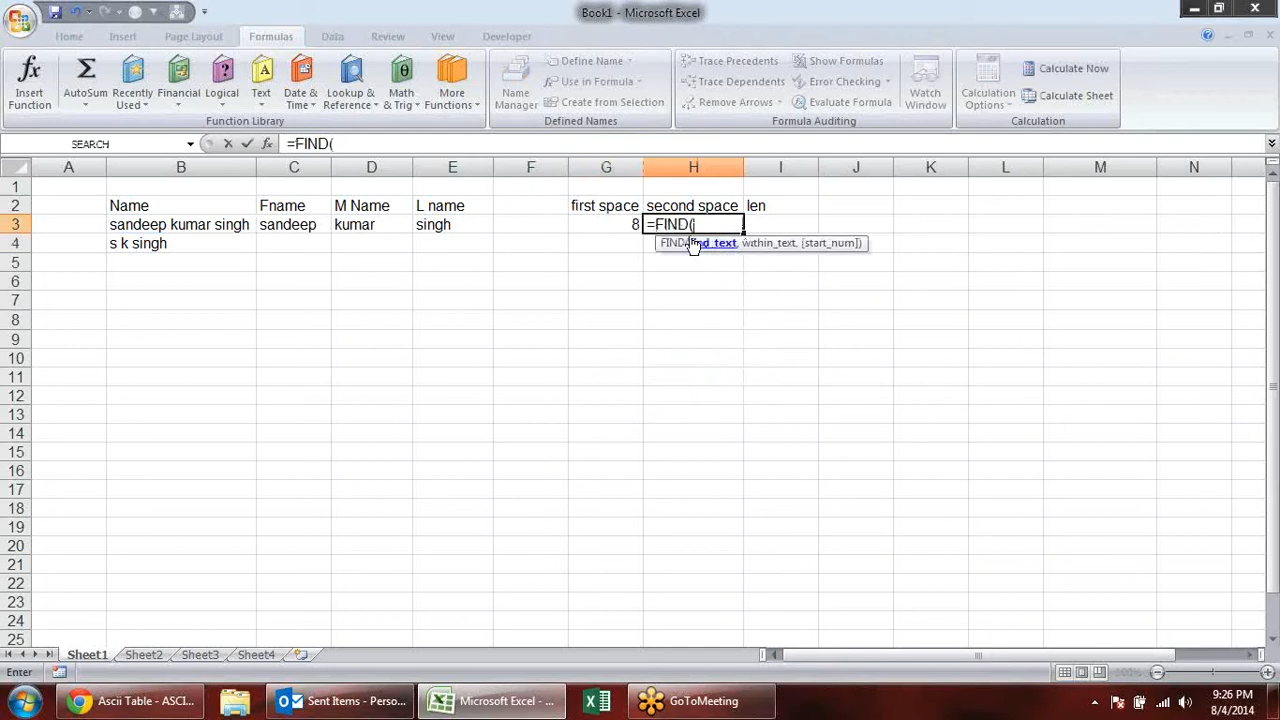 Book1 - Microsoft Excel
Home Insert Page Layout Formulas Data Review View Developer
Insert Function
AutoSum
Recently Used
Financial
Logical
Text
Date & Time
Lookup & Reference
Math & Trig
More Functions
Function Library
Name Manager
Define Name
Use in Formula
Create from Selection
Defined Names
Trace Precedents
Trace Dependents
Remove Arrows
Show Formulas
Error Checking
Evaluate Formula
Formula Auditing
Watch Window
Calculation Options
Calculate Now
Calculate Sheet
Calculation
SEARCH =FIND(
A B C D E F G H I J K L M N
1
2 Name Fname M Name L name first space second space len
3 sandeep kumar singh sandeep kumar singh 8 =FIND(
4 s k singh
FIND(find_text, within_text, [start_num])
5
6
7
8
9
10
11
12
13
14
15
16
17
18
19
20
21
22
23
24
25
Sheet1 Sheet2 Sheet3 Sheet4
Enter 100%
Ascii Table - ASCI... Sent Items - Perso... Microsoft Excel - ... GoToMeeting
9:26 PM
8/4/2014